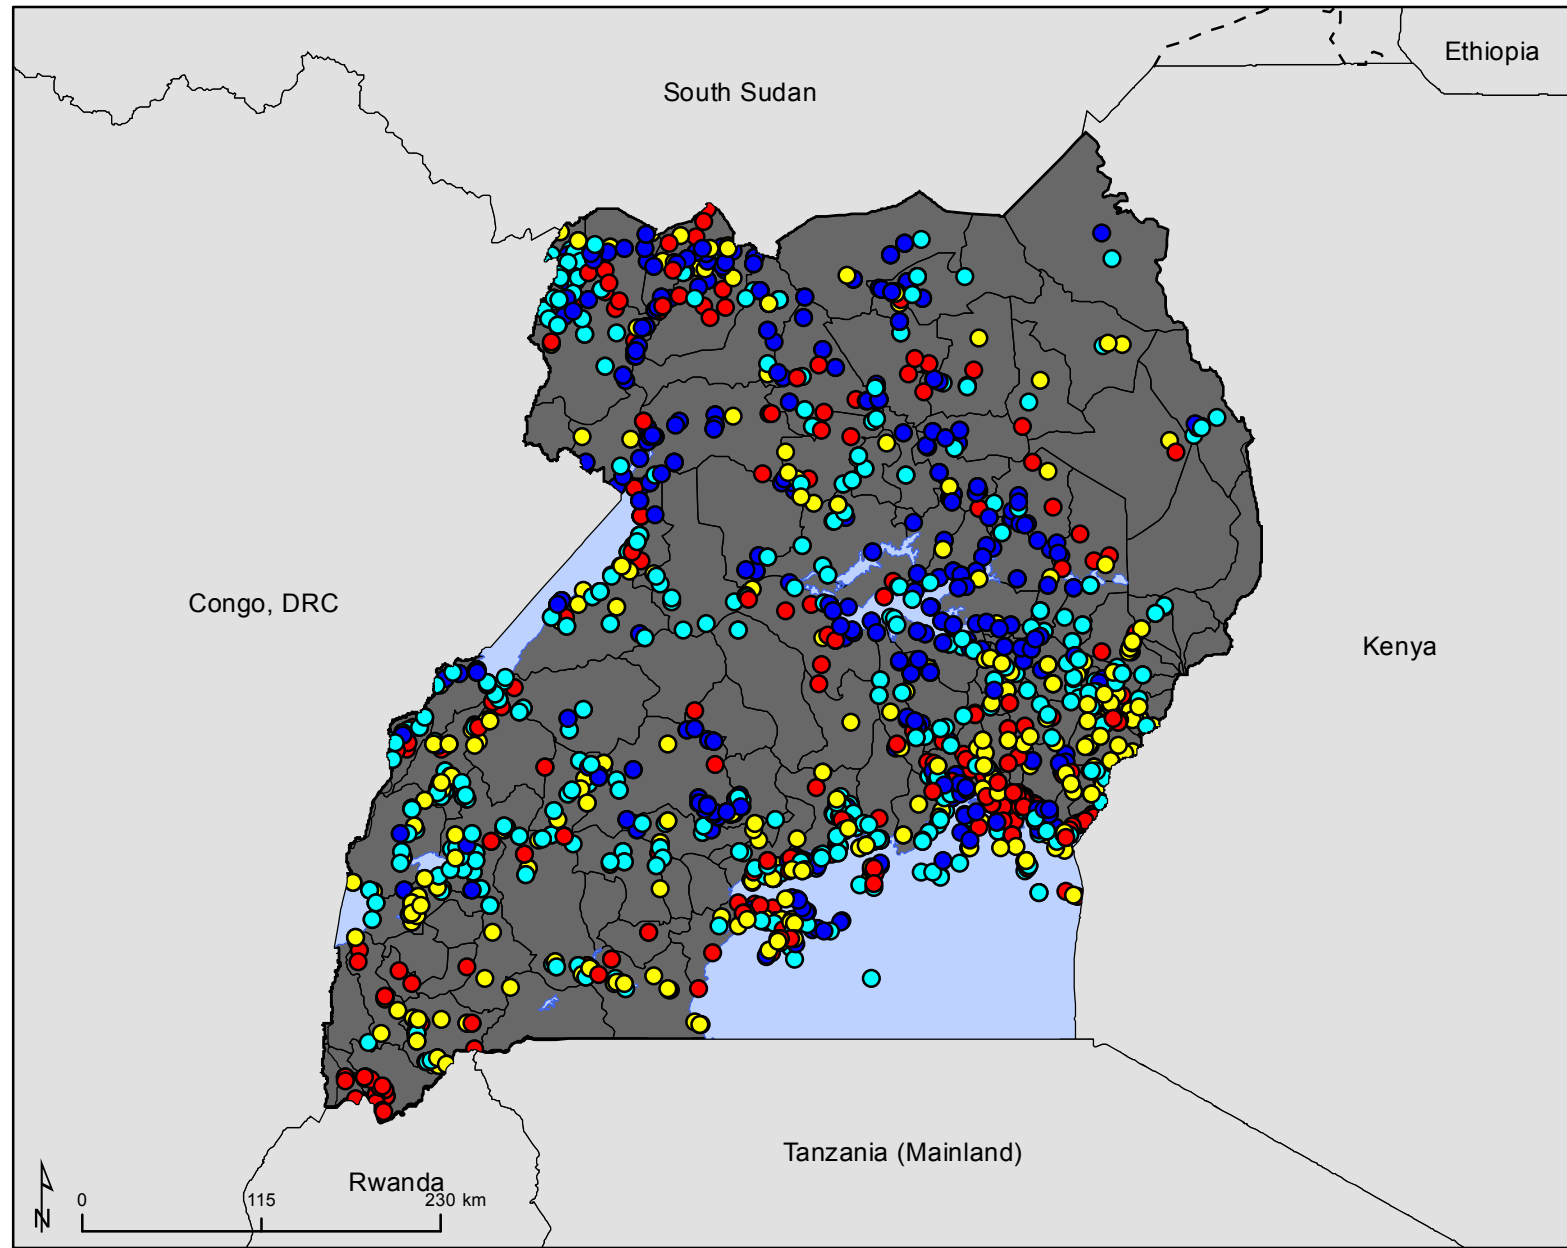 Ethiopia
South Sudan
Congo, DRC
Kenya
Tanzania (Mainland)
Rwanda
N
0 115 230 km